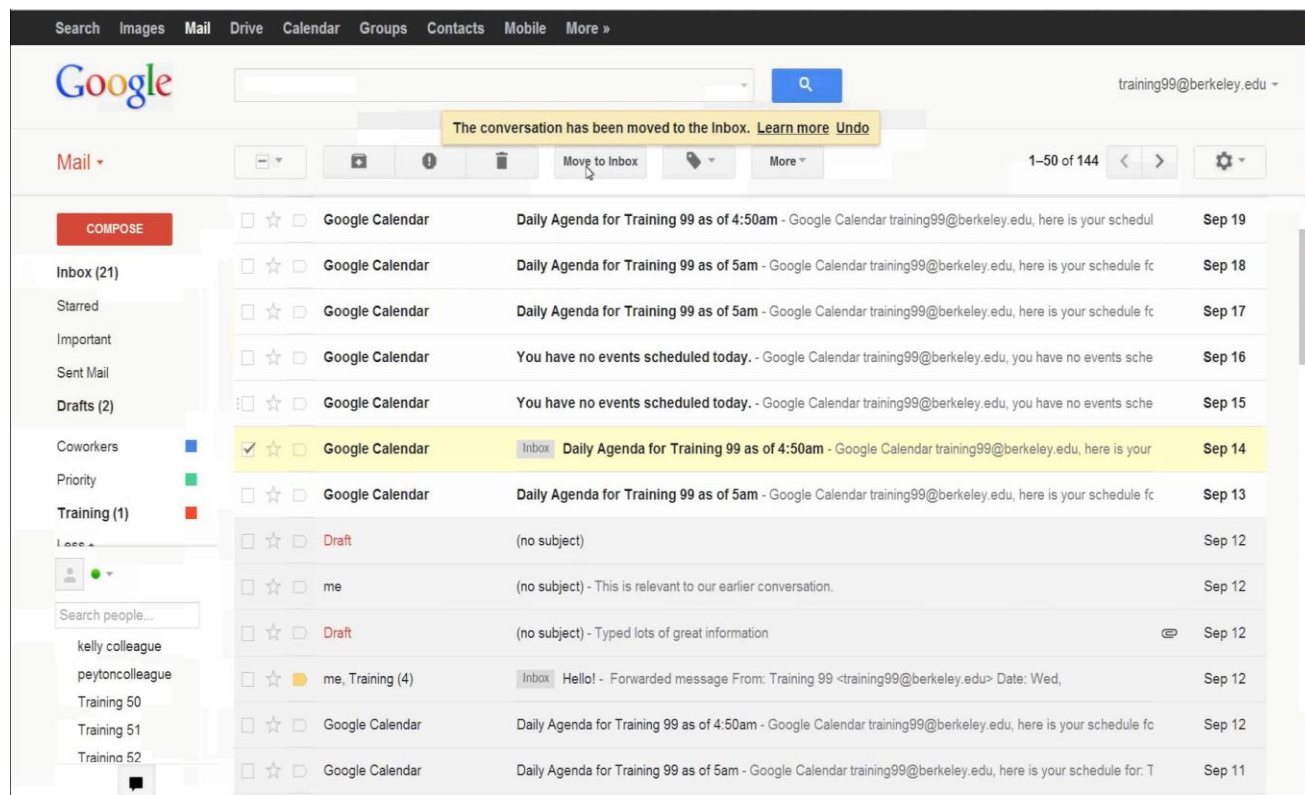 Search Images Mail Drive Calendar Groups Contacts Mobile More »
Google
training99@berkeley.edu
The conversation has been moved to the Inbox. Learn more Undo
Mail
Move to Inbox
More
1–50 of 144
COMPOSE
Inbox (21)
Starred
Important
Sent Mail
Drafts (2)
Coworkers
Priority
Training (1)
Less
Search people...
kelly colleague
peytoncolleague
Training 50
Training 51
Training 52
Google Calendar Daily Agenda for Training 99 as of 4:50am - Google Calendar training99@berkeley.edu, here is your schedul Sep 19
Google Calendar Daily Agenda for Training 99 as of 5am - Google Calendar training99@berkeley.edu, here is your schedule fc Sep 18
Google Calendar Daily Agenda for Training 99 as of 5am - Google Calendar training99@berkeley.edu, here is your schedule fc Sep 17
Google Calendar You have no events scheduled today. - Google Calendar training99@berkeley.edu, you have no events sche Sep 16
Google Calendar You have no events scheduled today. - Google Calendar training99@berkeley.edu, you have no events sche Sep 15
Google Calendar Inbox Daily Agenda for Training 99 as of 4:50am - Google Calendar training99@berkeley.edu, here is your Sep 14
Google Calendar Daily Agenda for Training 99 as of 5am - Google Calendar training99@berkeley.edu, here is your schedule fc Sep 13
Draft (no subject) Sep 12
me (no subject) - This is relevant to our earlier conversation. Sep 12
Draft (no subject) - Typed lots of great information Sep 12
me, Training (4) Inbox Hello! - Forwarded message From: Training 99 <training99@berkeley.edu> Date: Wed, Sep 12
Google Calendar Daily Agenda for Training 99 as of 4:50am - Google Calendar training99@berkeley.edu, here is your schedule fc Sep 12
Google Calendar Daily Agenda for Training 99 as of 5am - Google Calendar training99@berkeley.edu, here is your schedule for: T Sep 11